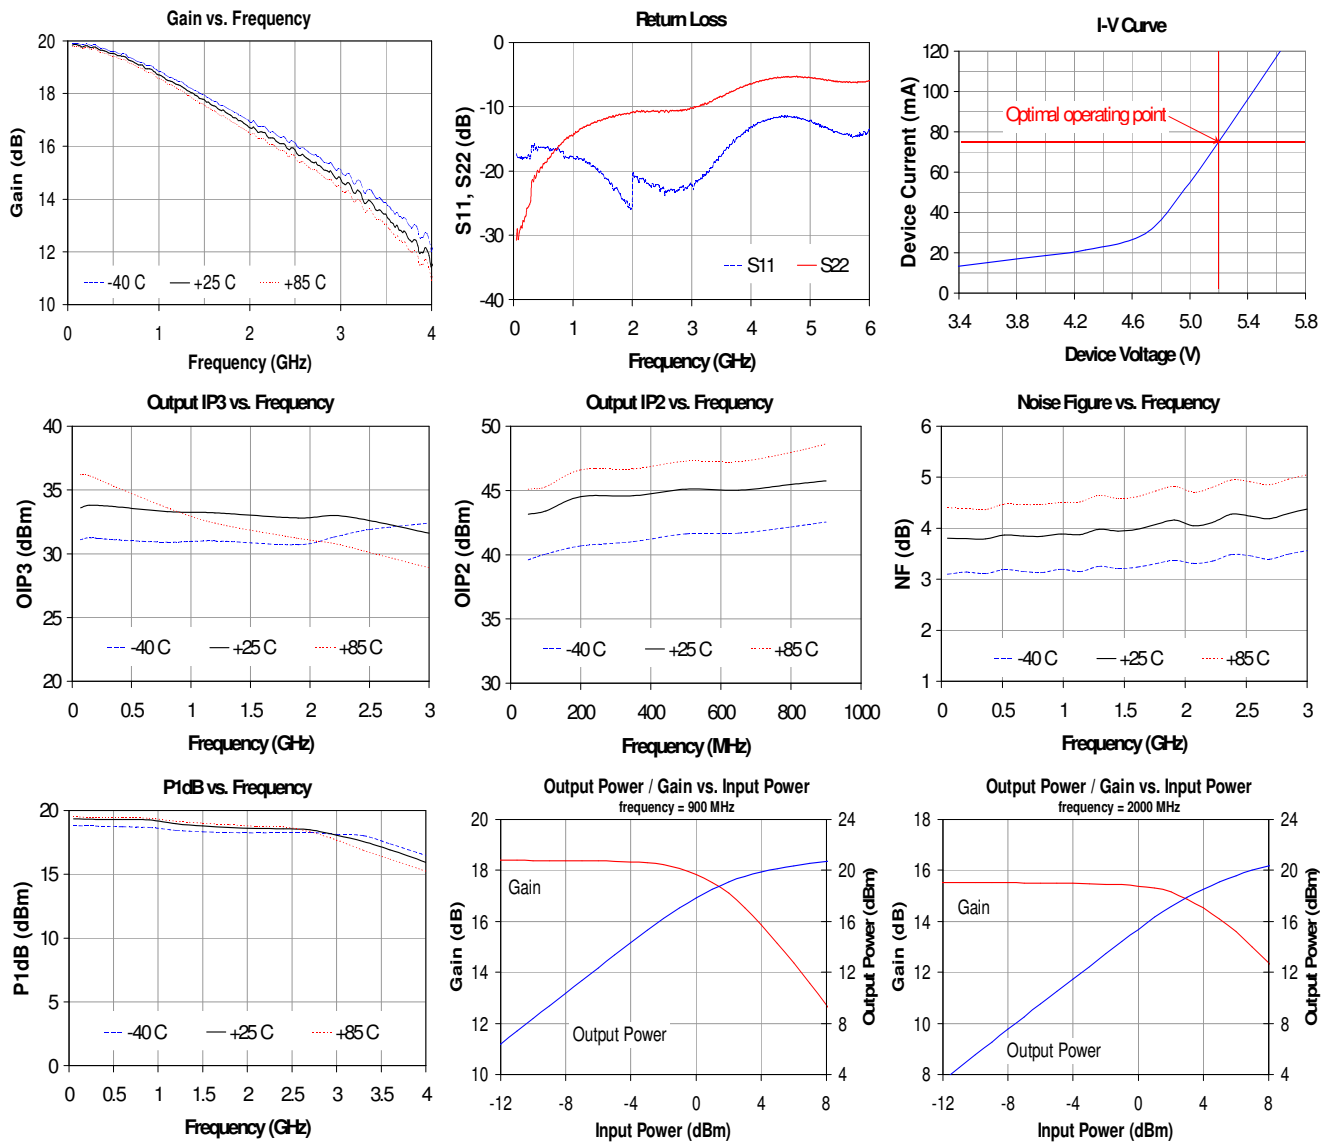 Gain vs. Frequency
Gain (dB)
20
18
16
14
12
10
-40 C
+25 C
+85 C
0
1
2
3
4
Frequency (GHz)
Return Loss
S11, S22 (dB)
0
-10
-20
-30
-40
S11
S22
0
1
2
3
4
5
6
Frequency (GHz)
I-V Curve
Device Current (mA)
120
100
80
60
40
20
0
Optimal operating point
3.4
3.8
4.2
4.6
5.0
5.4
5.8
Device Voltage (V)
Output IP3 vs. Frequency
OIP3 (dBm)
40
35
30
25
20
-40 C
+25 C
+85 C
0
0.5
1
1.5
2
2.5
3
Frequency (GHz)
Output IP2 vs. Frequency
OIP2 (dBm)
50
45
40
35
30
-40 C
+25 C
+85 C
0
200
400
600
800
1000
Frequency (MHz)
Noise Figure vs. Frequency
NF (dB)
6
5
4
3
2
1
-40 C
+25 C
+85 C
0
0.5
1
1.5
2
2.5
3
Frequency (GHz)
P1dB vs. Frequency
P1dB (dBm)
20
15
10
5
0
-40 C
+25 C
+85 C
0
0.5
1
1.5
2
2.5
3
3.5
4
Frequency (GHz)
Output Power / Gain vs. Input Power
frequency = 900 MHz
Gain (dB)
20
18
16
14
12
10
Gain
Output Power
24
20
16
12
8
4
Output Power (dBm)
-12
-8
-4
0
4
8
Input Power (dBm)
Output Power / Gain vs. Input Power
frequency = 2000 MHz
Gain (dB)
18
16
14
12
10
8
Gain
Output Power
24
20
16
12
8
4
Output Power (dBm)
-12
-8
-4
0
4
8
Input Power (dBm)